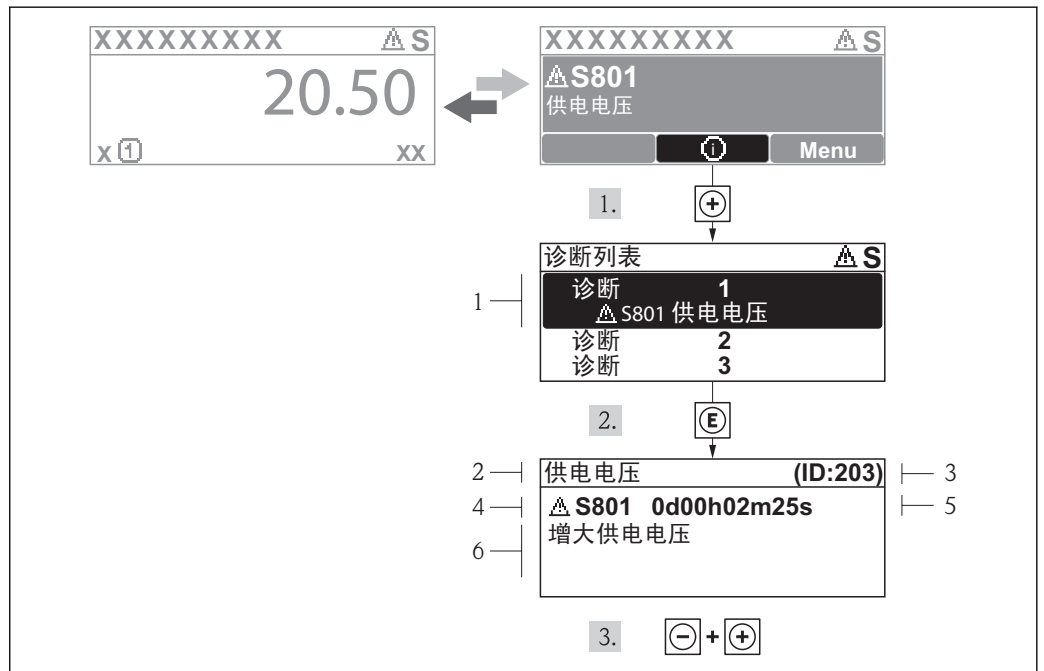 XXXXXXXXX ⚠ S
20.50
x ① xx
XXXXXXXXX ⚠ S
⚠S801
供电电压
ⓘ Menu
1. +
诊断列表 ⚠ S
1
诊断 1
⚠ S801 供电电压
诊断 2
诊断 3
2. E
2 供电电压 (ID:203) 3
4 ⚠ S801 0d00h02m25s 5
6 增大供电电压
3. - + +